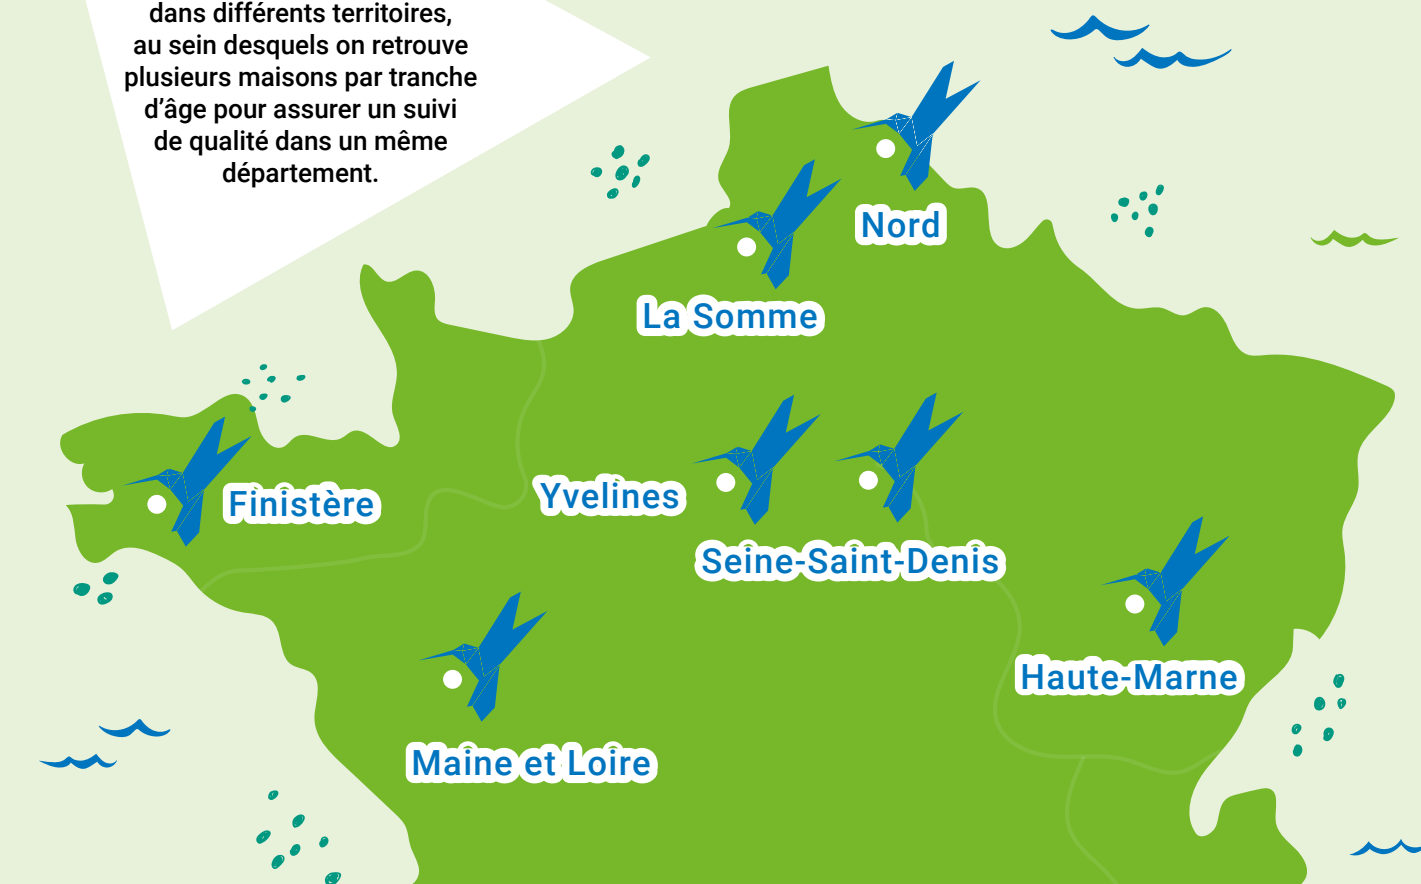 dans différents territoires,
au sein desquels on retrouve
plusieurs maisons par tranche
d’âge pour assurer un suivi
de qualité dans un même
département.
Nord
La Somme
Finistère
Yvelines
Seine-Saint-Denis
Haute-Marne
Maine et Loire